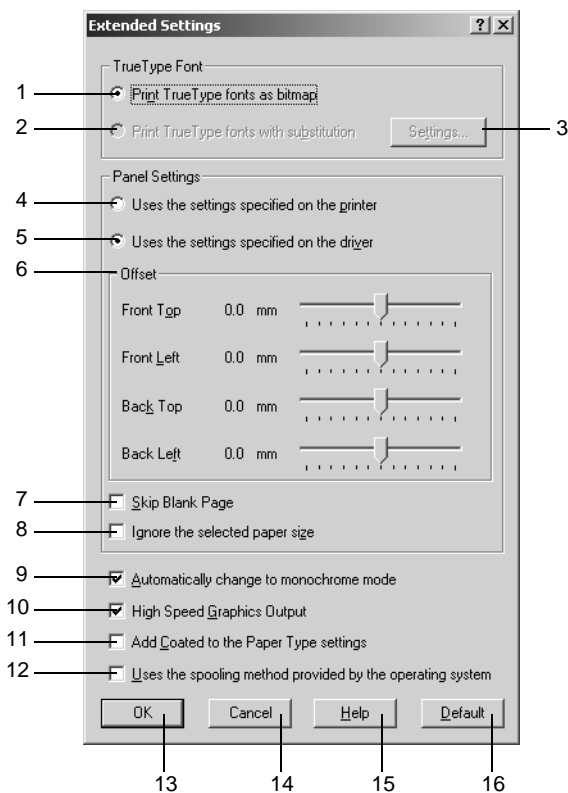 Extended Settings
TrueType Font
1 Print TrueType fonts as bitmap
2 Print TrueType fonts with substitution Settings... 3
Panel Settings
4 Uses the settings specified on the printer
5 Uses the settings specified on the driver
6 Offset
Front Top 0.0 mm
Front Left 0.0 mm
Back Top 0.0 mm
Back Left 0.0 mm
7 Skip Blank Page
8 Ignore the selected paper size
9 Automatically change to monochrome mode
10 High Speed Graphics Output
11 Add Coated to the Paper Type settings
12 Uses the spooling method provided by the operating system
OK Cancel Help Default
13 14 15 16